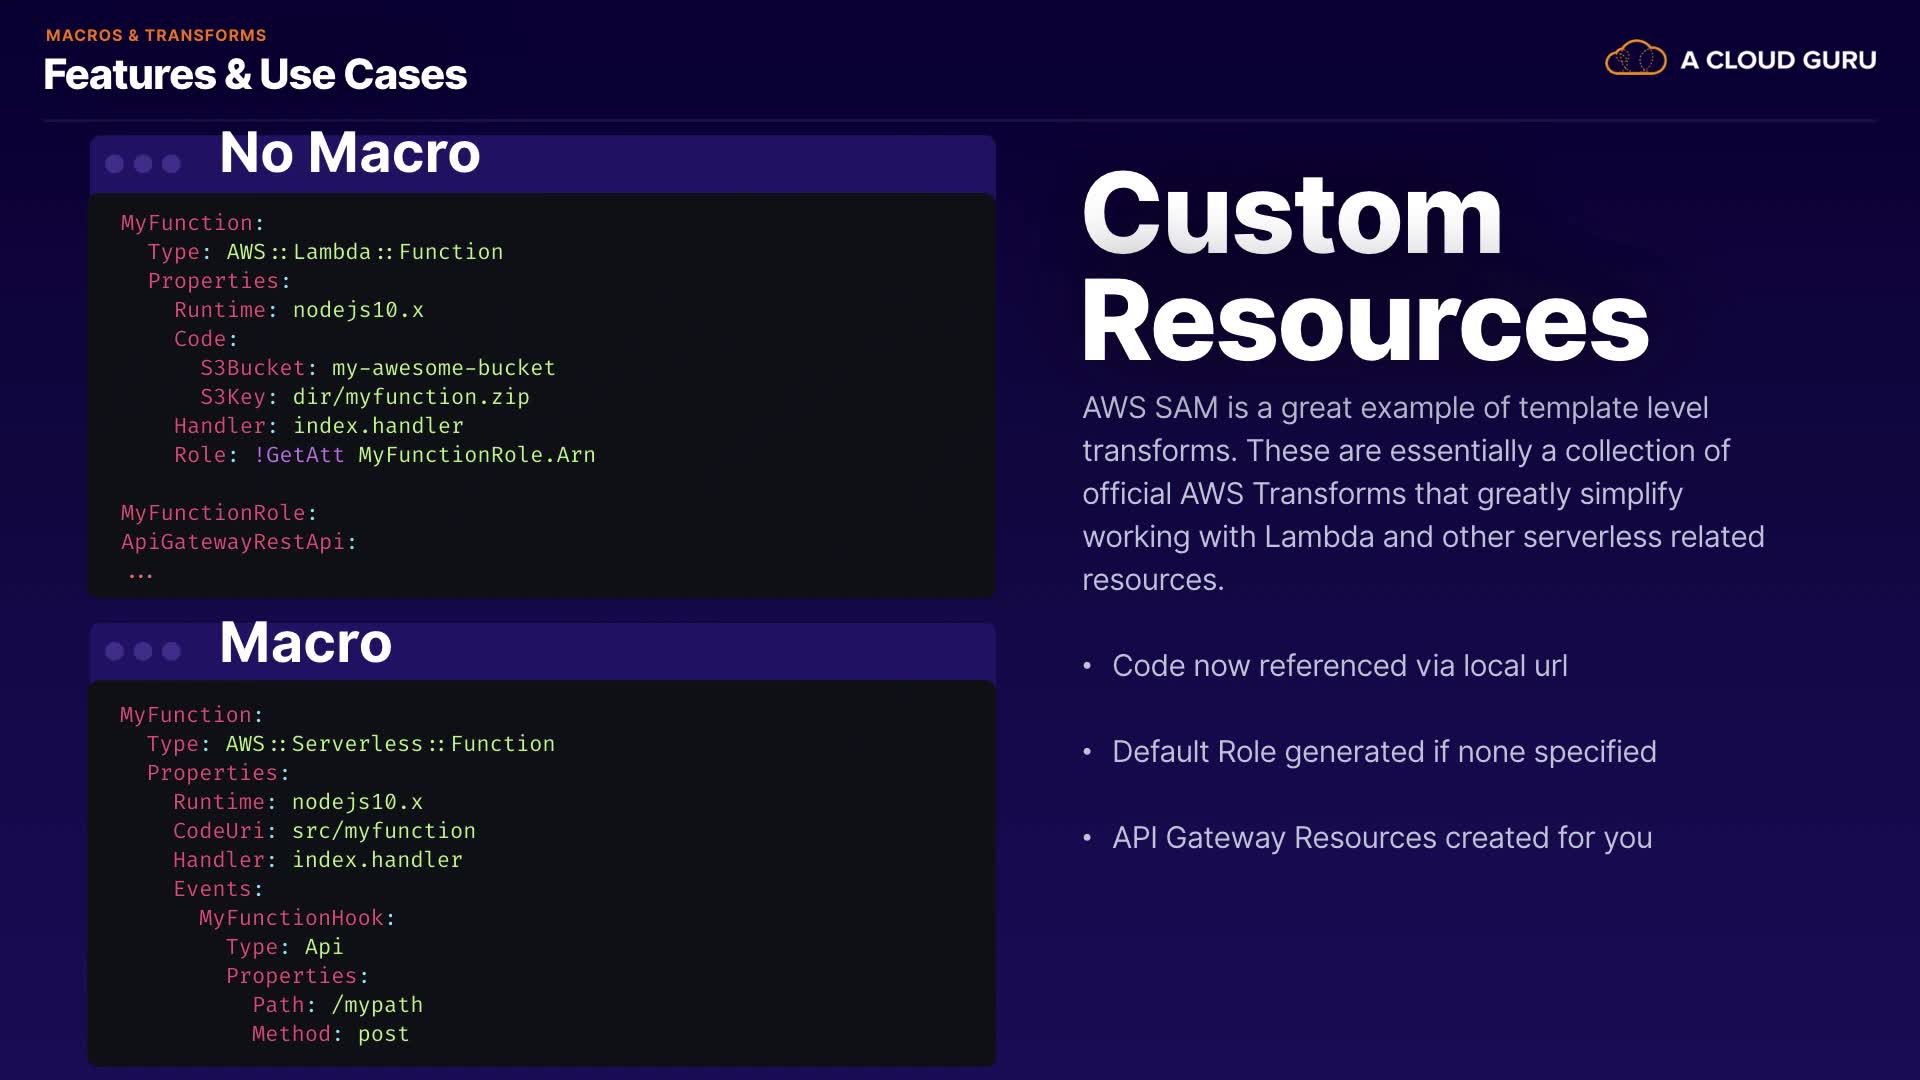 MACROS & TRANSFORMS
Features & Use Cases
A CLOUD GURU
No Macro
MyFunction:
  Type: AWS::Lambda::Function
  Properties:
    Runtime: nodejs10.x
    Code:
      S3Bucket: my-awesome-bucket
      S3Key: dir/myfunction.zip
    Handler: index.handler
    Role: !GetAtt MyFunctionRole.Arn
MyFunctionRole:
ApiGatewayRestApi:
...
Macro
MyFunction:
  Type: AWS::Serverless::Function
  Properties:
    Runtime: nodejs10.x
    CodeUri: src/myfunction
    Handler: index.handler
    Events:
      MyFunctionHook:
        Type: Api
        Properties:
          Path: /mypath
          Method: post
Custom
Resources
AWS SAM is a great example of template level
transforms. These are essentially a collection of
official AWS Transforms that greatly simplify
working with Lambda and other serverless related
resources.
• Code now referenced via local url
• Default Role generated if none specified
• API Gateway Resources created for you